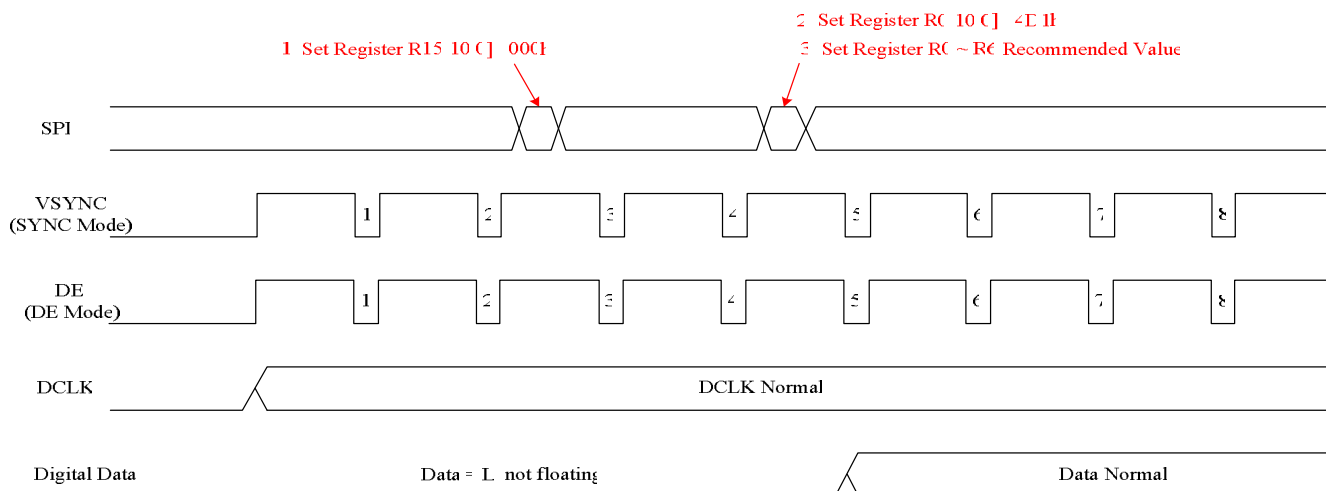 2 Set Register R0 10 0] 4D1h
1 Set Register R15 10 0] 000h
3 Set Register R0 ~ R6 Recommended Value
SPI
VSYNC
(SYNC Mode)
1 2 3 4 5 6 7 8
DE
(DE Mode)
1 2 3 4 5 6 7 8
DCLK
DCLK Normal
Digital Data
Data = L not floating
Data Normal